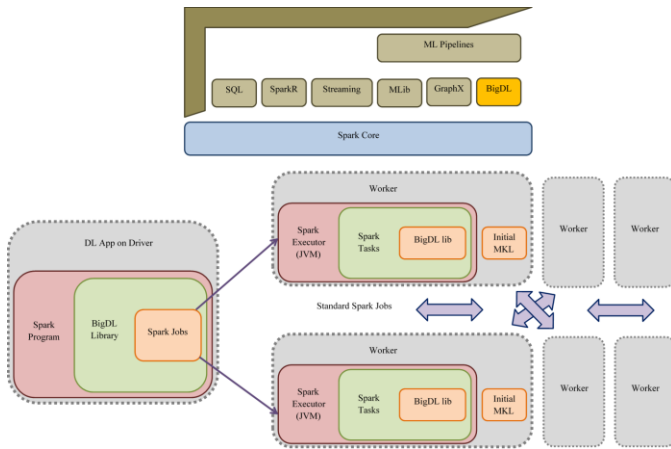 ML Pipelines
SQL
SparkR
Streaming
MLib
GraphX
BigDL
Spark Core
Worker
Spark
Executor
(JVM)
Spark
Tasks
BigDL lib
Initial
MKL
Worker
Worker
DL App on Driver
Spark
Program
BigDL
Library
Spark Jobs
Standard Spark Jobs
Worker
Spark
Executor
(JVM)
Spark
Tasks
BigDL lib
Initial
MKL
Worker
Worker